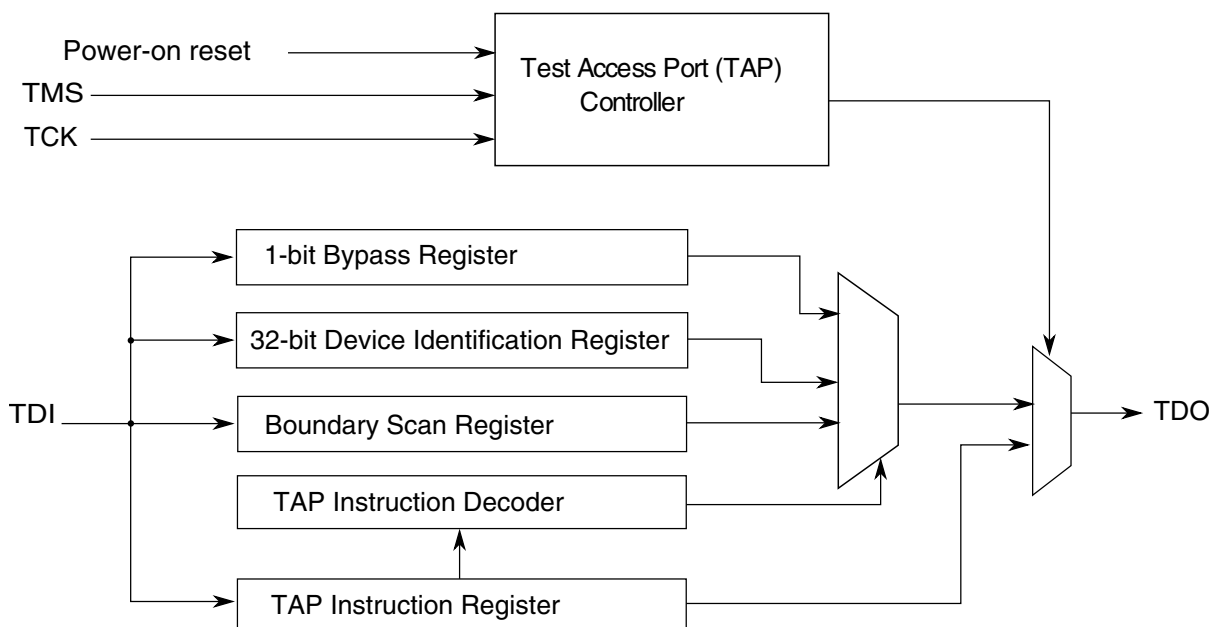 Power-on reset
TMS
TCK
Test Access Port (TAP)
Controller
1-bit Bypass Register
32-bit Device Identification Register
TDI
Boundary Scan Register
TDO
TAP Instruction Decoder
TAP Instruction Register